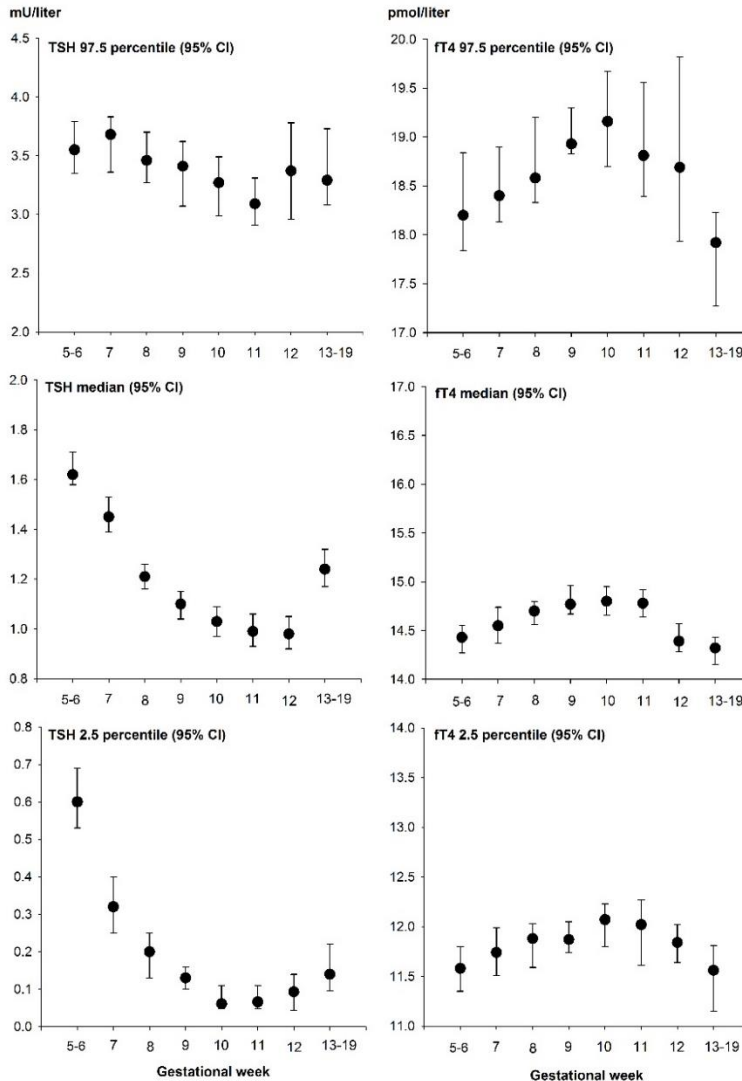 mU/liter
TSH 97.5 percentile (95% CI)
4.5
4.0
3.5
3.0
2.5
2.0
5-6 7 8 9 10 11 12 13-19
pmol/liter
fT4 97.5 percentile (95% CI)
20.0
19.5
19.0
18.5
18.0
17.5
17.0
5-6 7 8 9 10 11 12 13-19
TSH median (95% CI)
2.0
1.8
1.6
1.4
1.2
1.0
0.8
5-6 7 8 9 10 11 12 13-19
fT4 median (95% CI)
17.0
16.5
16.0
15.5
15.0
14.5
14.0
5-6 7 8 9 10 11 12 13-19
TSH 2.5 percentile (95% CI)
0.8
0.7
0.6
0.5
0.4
0.3
0.2
0.1
0.0
5-6 7 8 9 10 11 12 13-19
Gestational week
fT4 2.5 percentile (95% CI)
14.0
13.5
13.0
12.5
12.0
11.5
11.0
5-6 7 8 9 10 11 12 13-19
Gestational week